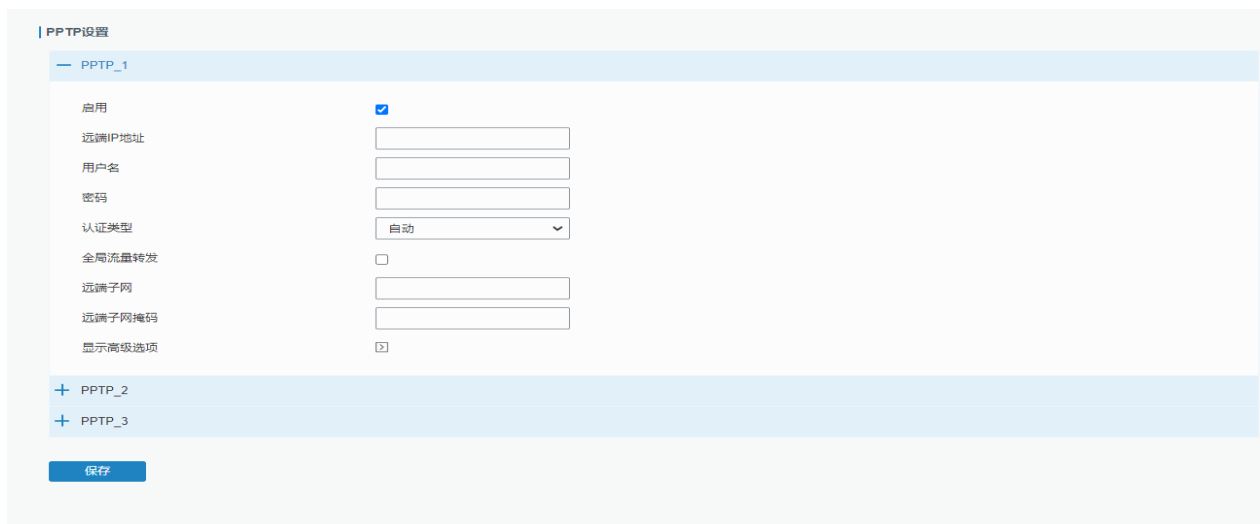 PPTP设置
PPTP_1
启用
远端IP地址
用户名
密码
认证类型 自动
全局流量转发
远端子网
远端子网掩码
显示高级选项
PPTP_2
PPTP_3
保存